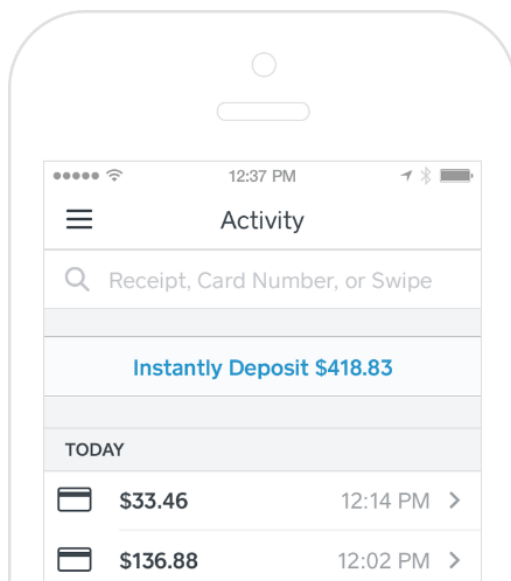 12:37 PM
Activity
Receipt, Card Number, or Swipe
Instantly Deposit $418.83
TODAY
$33.46 12:14 PM
$136.88 12:02 PM